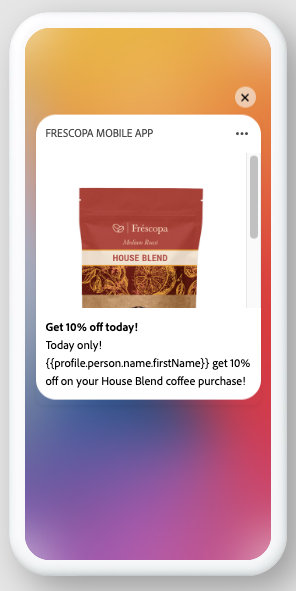 FRESCOPA MOBILE APP
Fréscopa
Medium Roast
HOUSE BLEND
Get 10% off today!
Today only!
{{profile.person.name.firstName}} get 10%
off on your House Blend coffee purchase!